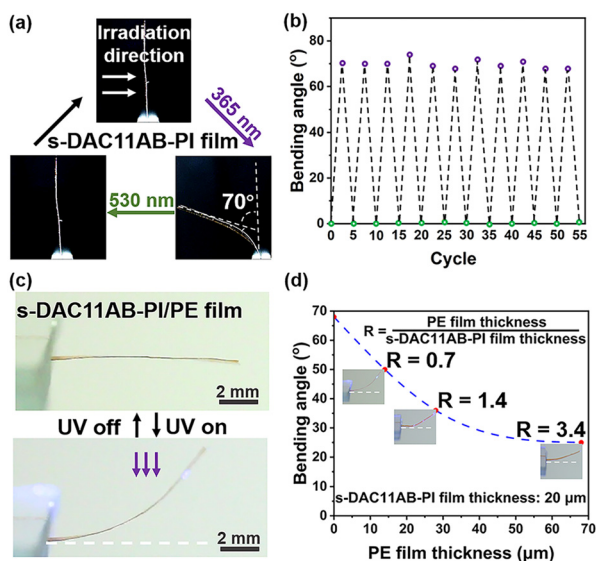 (a)
Irradiation
direction
365 nm
s-DAC11AB-PI film
530 nm
70°
(b)
Bending angle (°)
80
60
40
20
0
0 5 10 15 20 25 30 35 40 45 50 55
Cycle
(c)
s-DAC11AB-PI/PE film
2 mm
UV off
UV on
2 mm
(d)
Bending angle (°)
70
60
50
40
30
20
10
0
R = PE film thickness
s-DAC11AB-PI film thickness
R = 0.7
R = 1.4
R = 3.4
s-DAC11AB-PI film thickness: 20 μm
0 10 20 30 40 50 60 70
PE film thickness (μm)